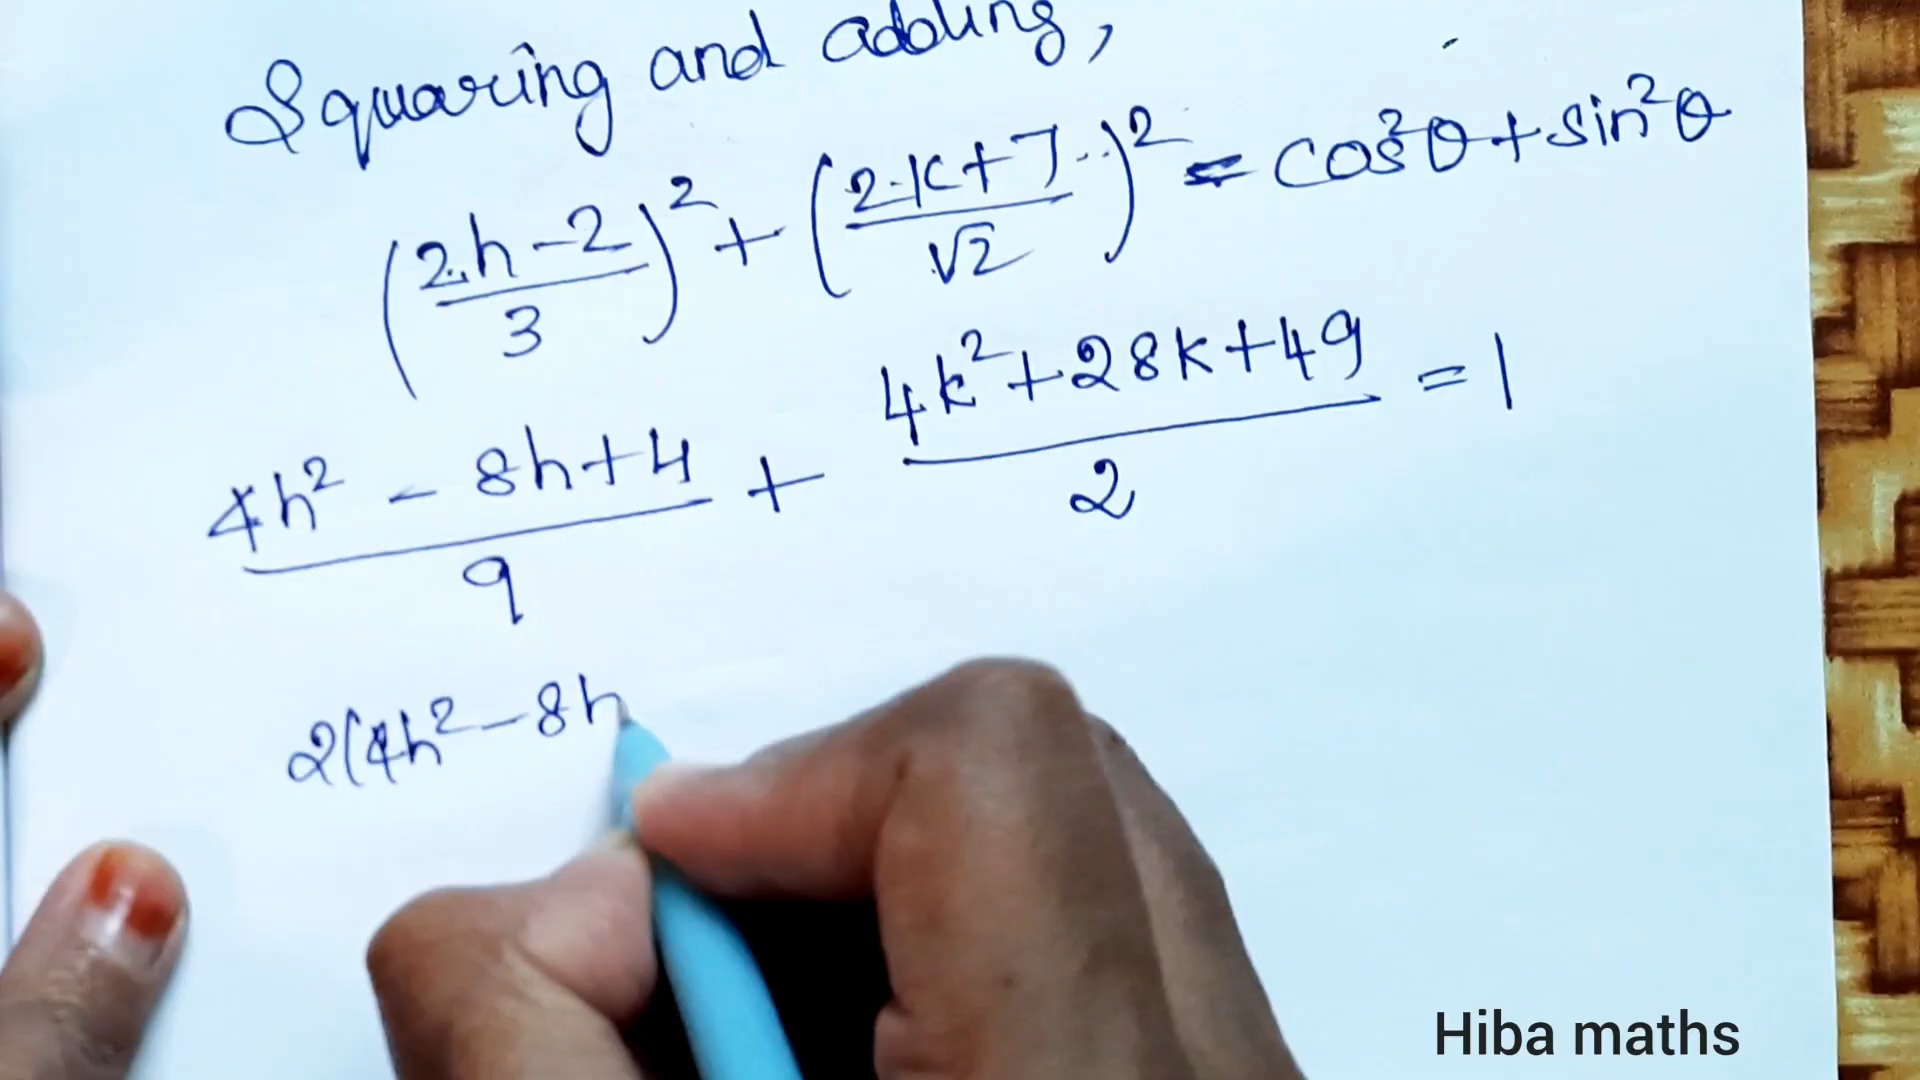 Squaring and adding,
(2h-2/3)² + (2k+7/√2)² = cos²θ + sin²θ
4h² - 8h+4/9 + 4k²+28k+49/2 = 1
2(4h² - 8h
Hiba maths